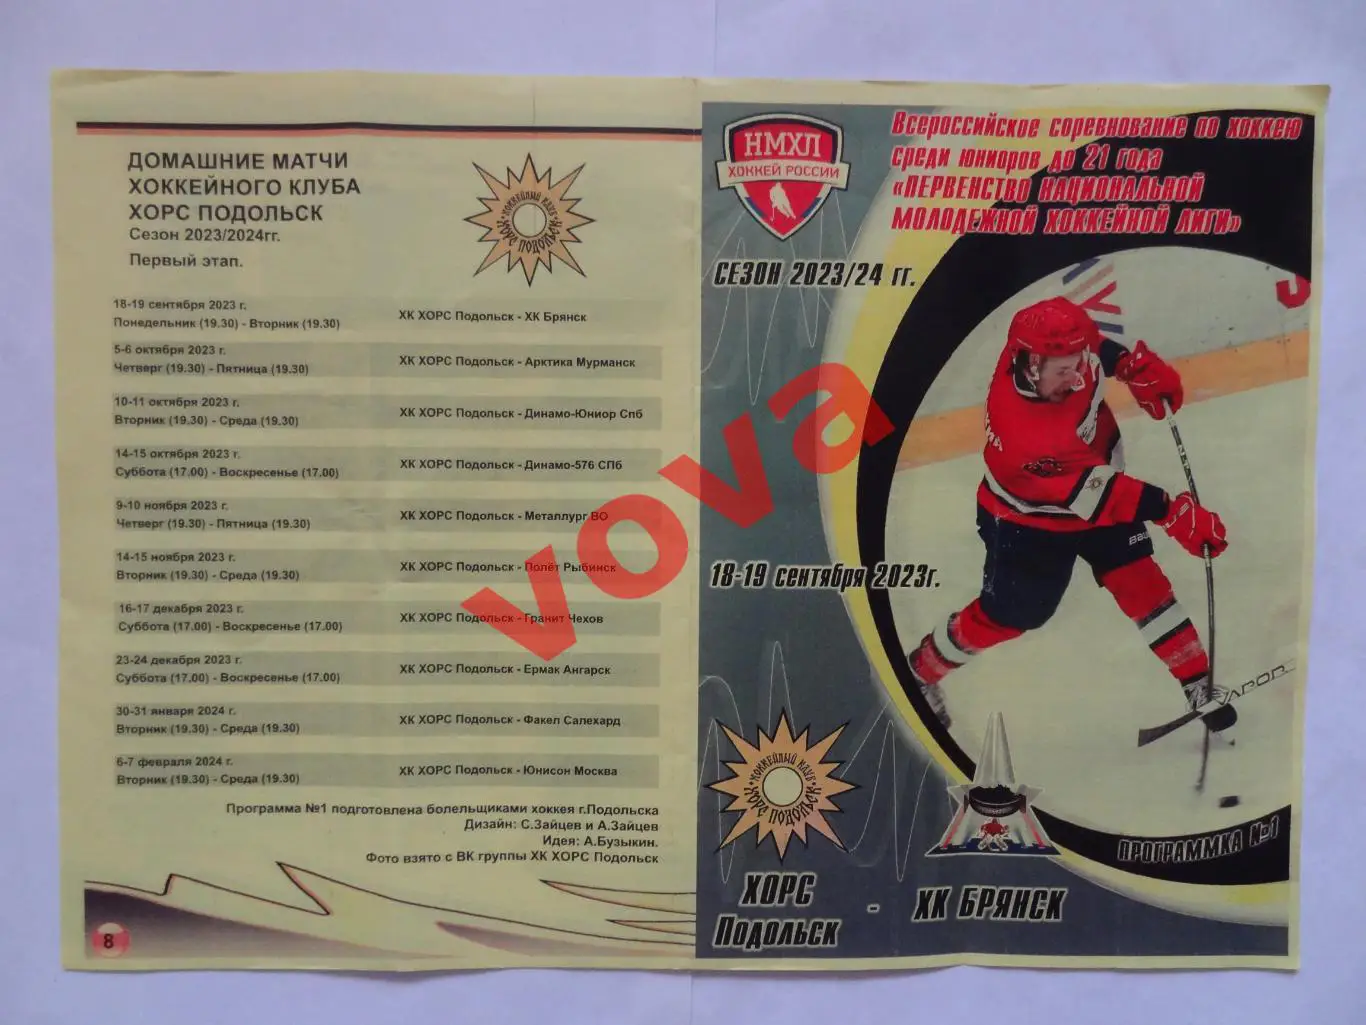 ДОМАШНИЕ МАТЧИ
ХОККЕЙНОГО КЛУБА
ХОРС ПОДОЛЬСК
Сезон 2023/2024гг.
Первый этап.
ХОККЕЙНЫЙ КЛУБ
ХОРС ПОДОЛЬСК
18-19 сентября 2023 г.
Понедельник (19.30) - Вторник (19.30)
ХК ХОРС Подольск - ХК Брянск
5-6 октября 2023 г.
Четверг (19.30) - Пятница (19.30)
ХК ХОРС Подольск - Арктика Мурманск
10-11 октября 2023 г.
Вторник (19.30) - Среда (19.30)
ХК ХОРС Подольск - Динамо-Юниор Спб
14-15 октября 2023 г.
Суббота (17.00) - Воскресенье (17.00)
ХК ХОРС Подольск - Динамо-576 СПб
9-10 ноября 2023 г.
Четверг (19.30) - Пятница (19.30)
ХК ХОРС Подольск - Металлург ВО
14-15 ноября 2023 г.
Вторник (19.30) - Среда (19.30)
ХК ХОРС Подольск - Полёт Рыбинск
16-17 декабря 2023 г.
Суббота (17.00) - Воскресенье (17.00)
ХК ХОРС Подольск - Гранит Чехов
23-24 декабря 2023 г.
Суббота (17.00) - Воскресенье (17.00)
ХК ХОРС Подольск - Ермак Ангарск
30-31 января 2024 г.
Вторник (19.30) - Среда (19.30)
ХК ХОРС Подольск - Факел Салехард
6-7 февраля 2024 г.
Вторник (19.30) - Среда (19.30)
ХК ХОРС Подольск - Юнисон Москва
Программа №1 подготовлена болельщиками хоккея г.Подольска
Дизайн: С.Зайцев и А.Зайцев
Идея: А.Бузыкин.
Фото взято с ВК группы ХК ХОРС Подольск
8
НМХЛ
ХОККЕЙ РОССИИ
Всероссийское соревнование по хоккею
среди юниоров до 21 года
«ПЕРВЕНСТВО НАЦИОНАЛЬНОЙ
МОЛОДЕЖНОЙ ХОККЕЙНОЙ ЛИГИ»
СЕЗОН 2023/24 гг.
18-19 сентября 2023г.
ХОККЕЙНЫЙ КЛУБ
ХОРС ПОДОЛЬСК
ПРОГРАММКА №1
ХОРС
Подольск
-
ХК БРЯНСК
vova